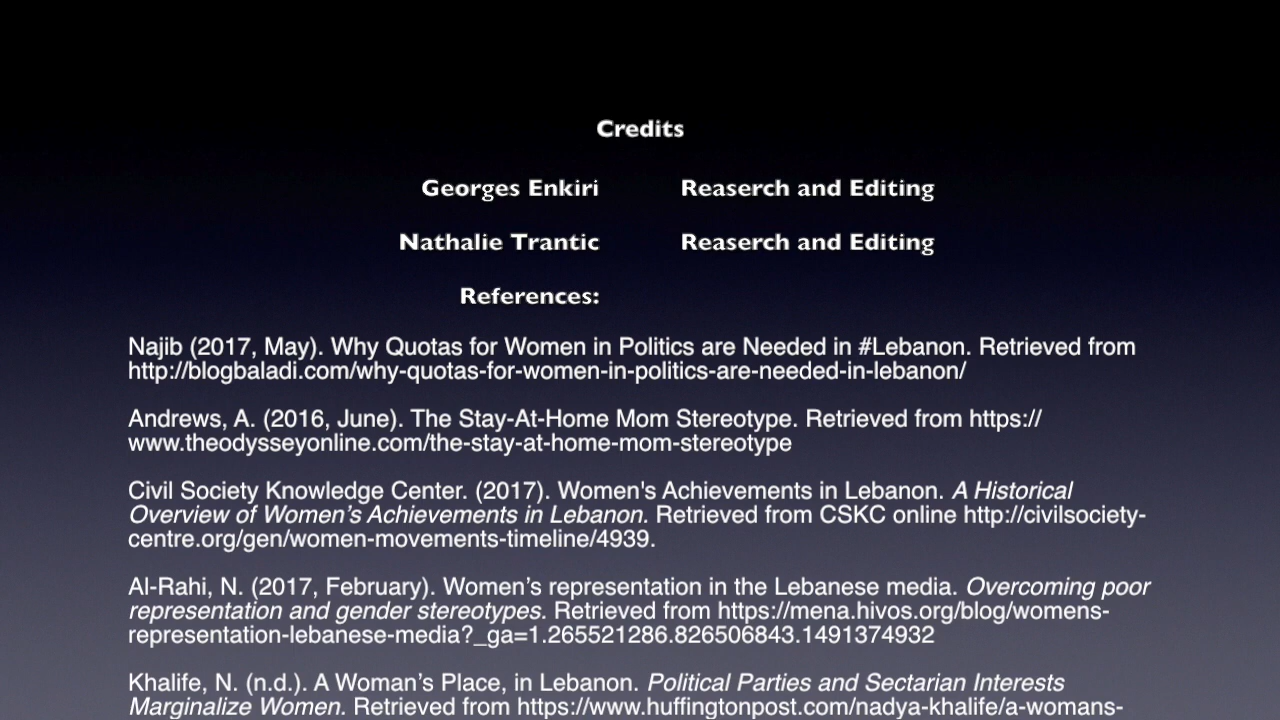 Credits
Georges Enkiri Reaserch and Editing
Nathalie Trantic Reaserch and Editing
References:
Najib (2017, May). Why Quotas for Women in Politics are Needed in #Lebanon. Retrieved from
http://blogbaladi.com/why-quotas-for-women-in-politics-are-needed-in-lebanon/
Andrews, A. (2016, June). The Stay-At-Home Mom Stereotype. Retrieved from https://
www.theodysseyonline.com/the-stay-at-home-mom-stereotype
Civil Society Knowledge Center. (2017). Women's Achievements in Lebanon. A Historical
Overview of Women’s Achievements in Lebanon. Retrieved from CSKC online http://civilsociety-
centre.org/gen/women-movements-timeline/4939.
Al-Rahi, N. (2017, February). Women’s representation in the Lebanese media. Overcoming poor
representation and gender stereotypes. Retrieved from https://mena.hivos.org/blog/womens-
representation-lebanese-media?_ga=1.265521286.826506843.1491374932
Khalife, N. (n.d.). A Woman’s Place, in Lebanon. Political Parties and Sectarian Interests
Marginalize Women. Retrieved from https://www.huffingtonpost.com/nadya-khalife/a-womans-